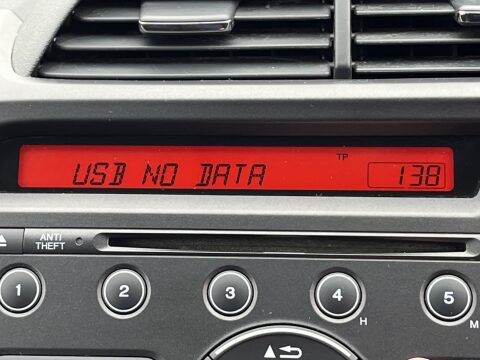 TP
USB NO DATA 138
ANTI
THEFT
1 2 3 4 5
H M